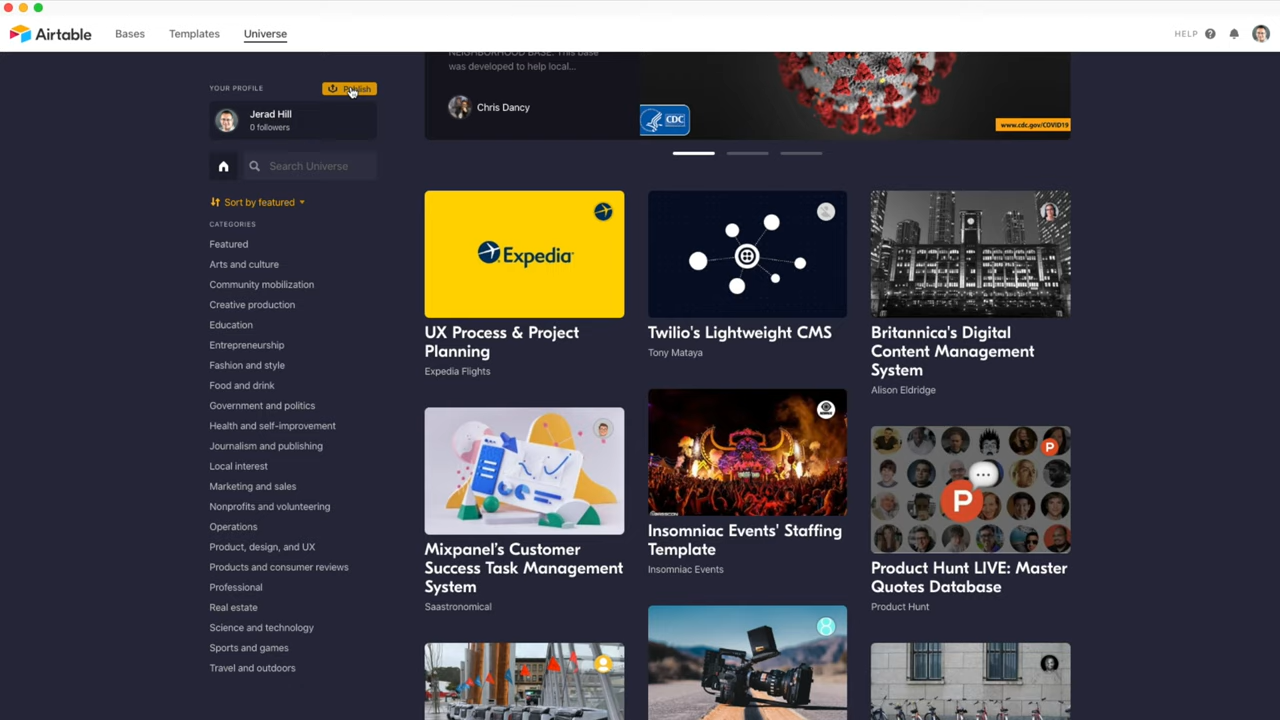 Airtable
Bases
Templates
Universe
HELP
NEIGHBORHOOD BASE. This base
was developed to help local...
Chris Dancy
CDC
www.cdc.gov/COVID19
YOUR PROFILE
Publish
Jerad Hill
0 followers
Search Universe
Sort by featured
CATEGORIES
Featured
Arts and culture
Community mobilization
Creative production
Education
Entrepreneurship
Fashion and style
Food and drink
Government and politics
Health and self-improvement
Journalism and publishing
Local interest
Marketing and sales
Nonprofits and volunteering
Operations
Product, design, and UX
Products and consumer reviews
Professional
Real estate
Science and technology
Sports and games
Travel and outdoors
Expedia
UX Process & Project
Planning
Expedia Flights
Twilio's Lightweight CMS
Tony Mataya
Britannica's Digital
Content Management
System
Alison Eldridge
Mixpanel's Customer
Success Task Management
System
Saastronomical
Insomniac Events' Staffing
Template
Insomniac Events
P
P
Product Hunt LIVE: Master
Quotes Database
Product Hunt